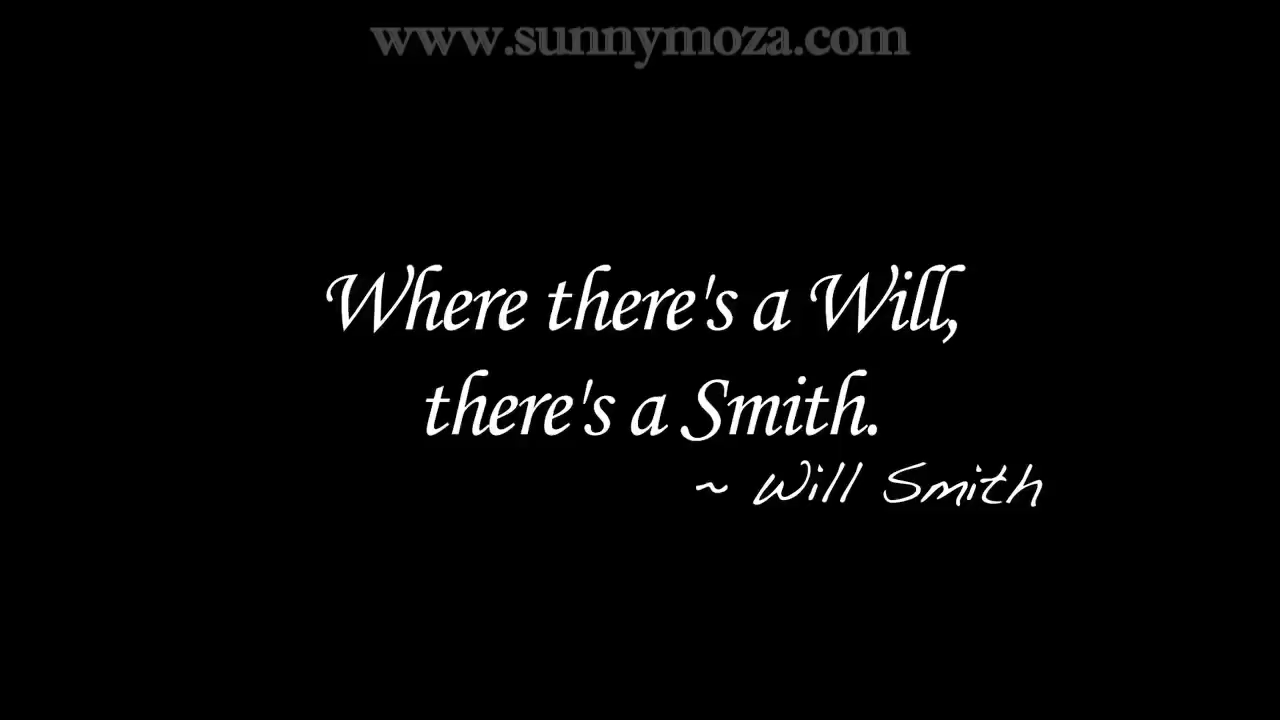 www.sunnymoza.com
Where there's a Will,
there's a Smith.
~ Will Smith